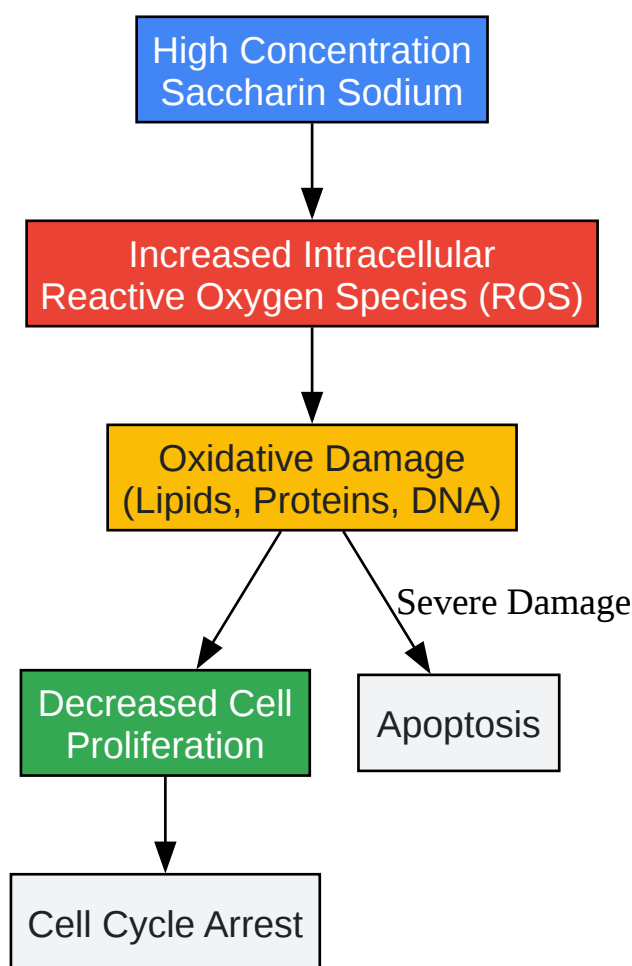 High Concentration
Saccharin Sodium
Increased Intracellular
Reactive Oxygen Species (ROS)
Oxidative Damage
(Lipids, Proteins, DNA)
Severe Damage
Decreased Cell
Proliferation
Apoptosis
Cell Cycle Arrest